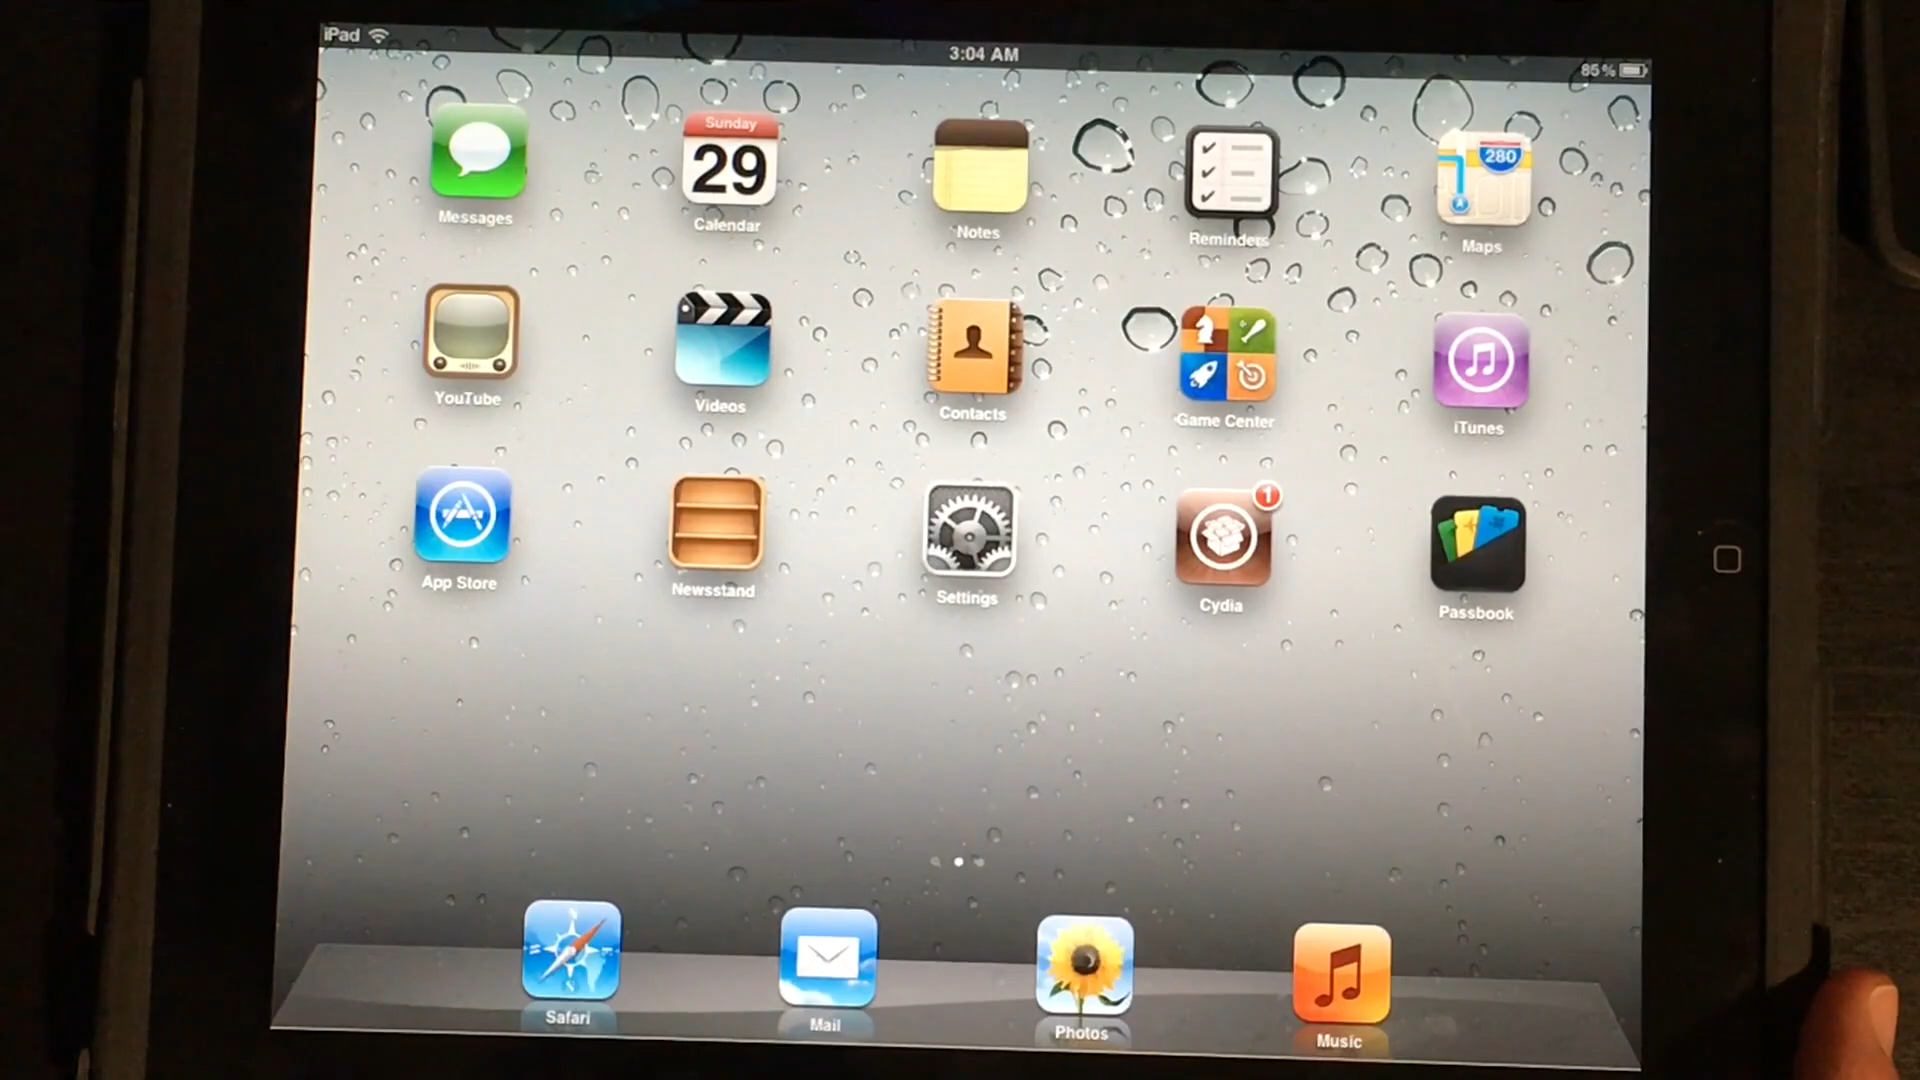 iPad
3:04 AM
85%
Sunday
29
280
Messages
Calendar
Notes
Reminders
Maps
YouTube
Videos
Contacts
Game Center
iTunes
1
App Store
Newsstand
Settings
Cydia
Passbook
Safari
Mail
Photos
Music